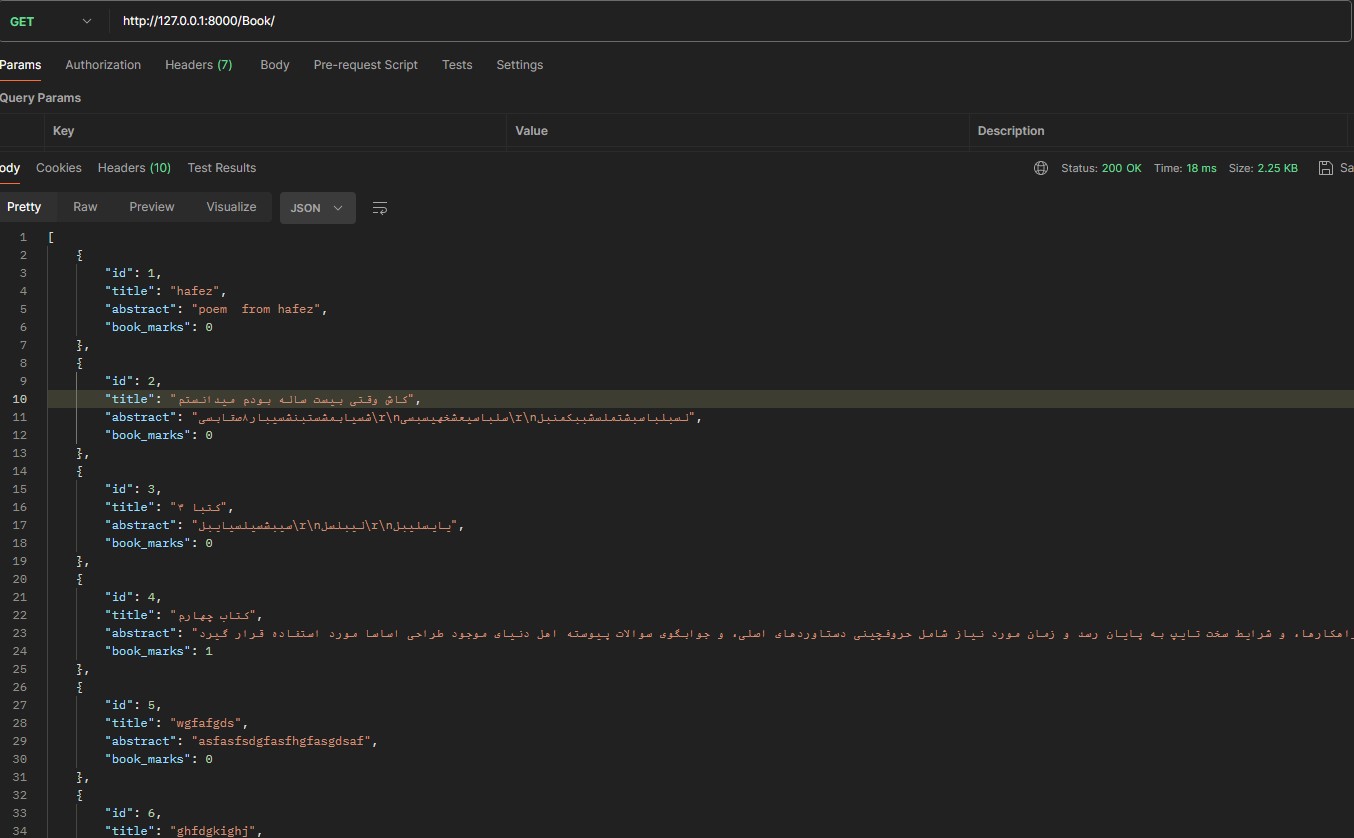 GET http://127.0.0.1:8000/Book/
Params Authorization Headers (7) Body Pre-request Script Tests Settings
Query Params
Key Value Description
ody Cookies Headers (10) Test Results Status: 200 OK Time: 18 ms Size: 2.25 KB Sa
Pretty Raw Preview Visualize JSON
1 [
2 {
3 "id": 1,
4 "title": "hafez",
5 "abstract": "poem  from hafez",
6 "book_marks": 0
7 },
8 {
9 "id": 2,
10 "title": "کاش وقتی بیست ساله بودم میدانستم",
11 "abstract": "\r\n\r\n",
12 "book_marks": 0
13 },
14 {
15 "id": 3,
16 "title": "کتبا ۳",
17 "abstract": "\r\nلیبلسل\r\nیایسلیبل",
18 "book_marks": 0
19 },
20 {
21 "id": 4,
22 "title": "کتاب چهارم",
23 "abstract": "راهکارها، و شرایط سخت تایپ به پایان رسد و زمان مورد نیاز شامل حروفچینی دستاوردهای اصلی، و جوابگوی سوالات پیوسته اهل دنیای موجود طراحی اساسا مورد استفاده قرار گیرد
24 "book_marks": 1
25 },
26 {
27 "id": 5,
28 "title": "wgfafgds",
29 "abstract": "asfasfsdgfasfhgfasgdsaf",
30 "book_marks": 0
31 },
32 {
33 "id": 6,
34 "title": "ghfdgkighj",